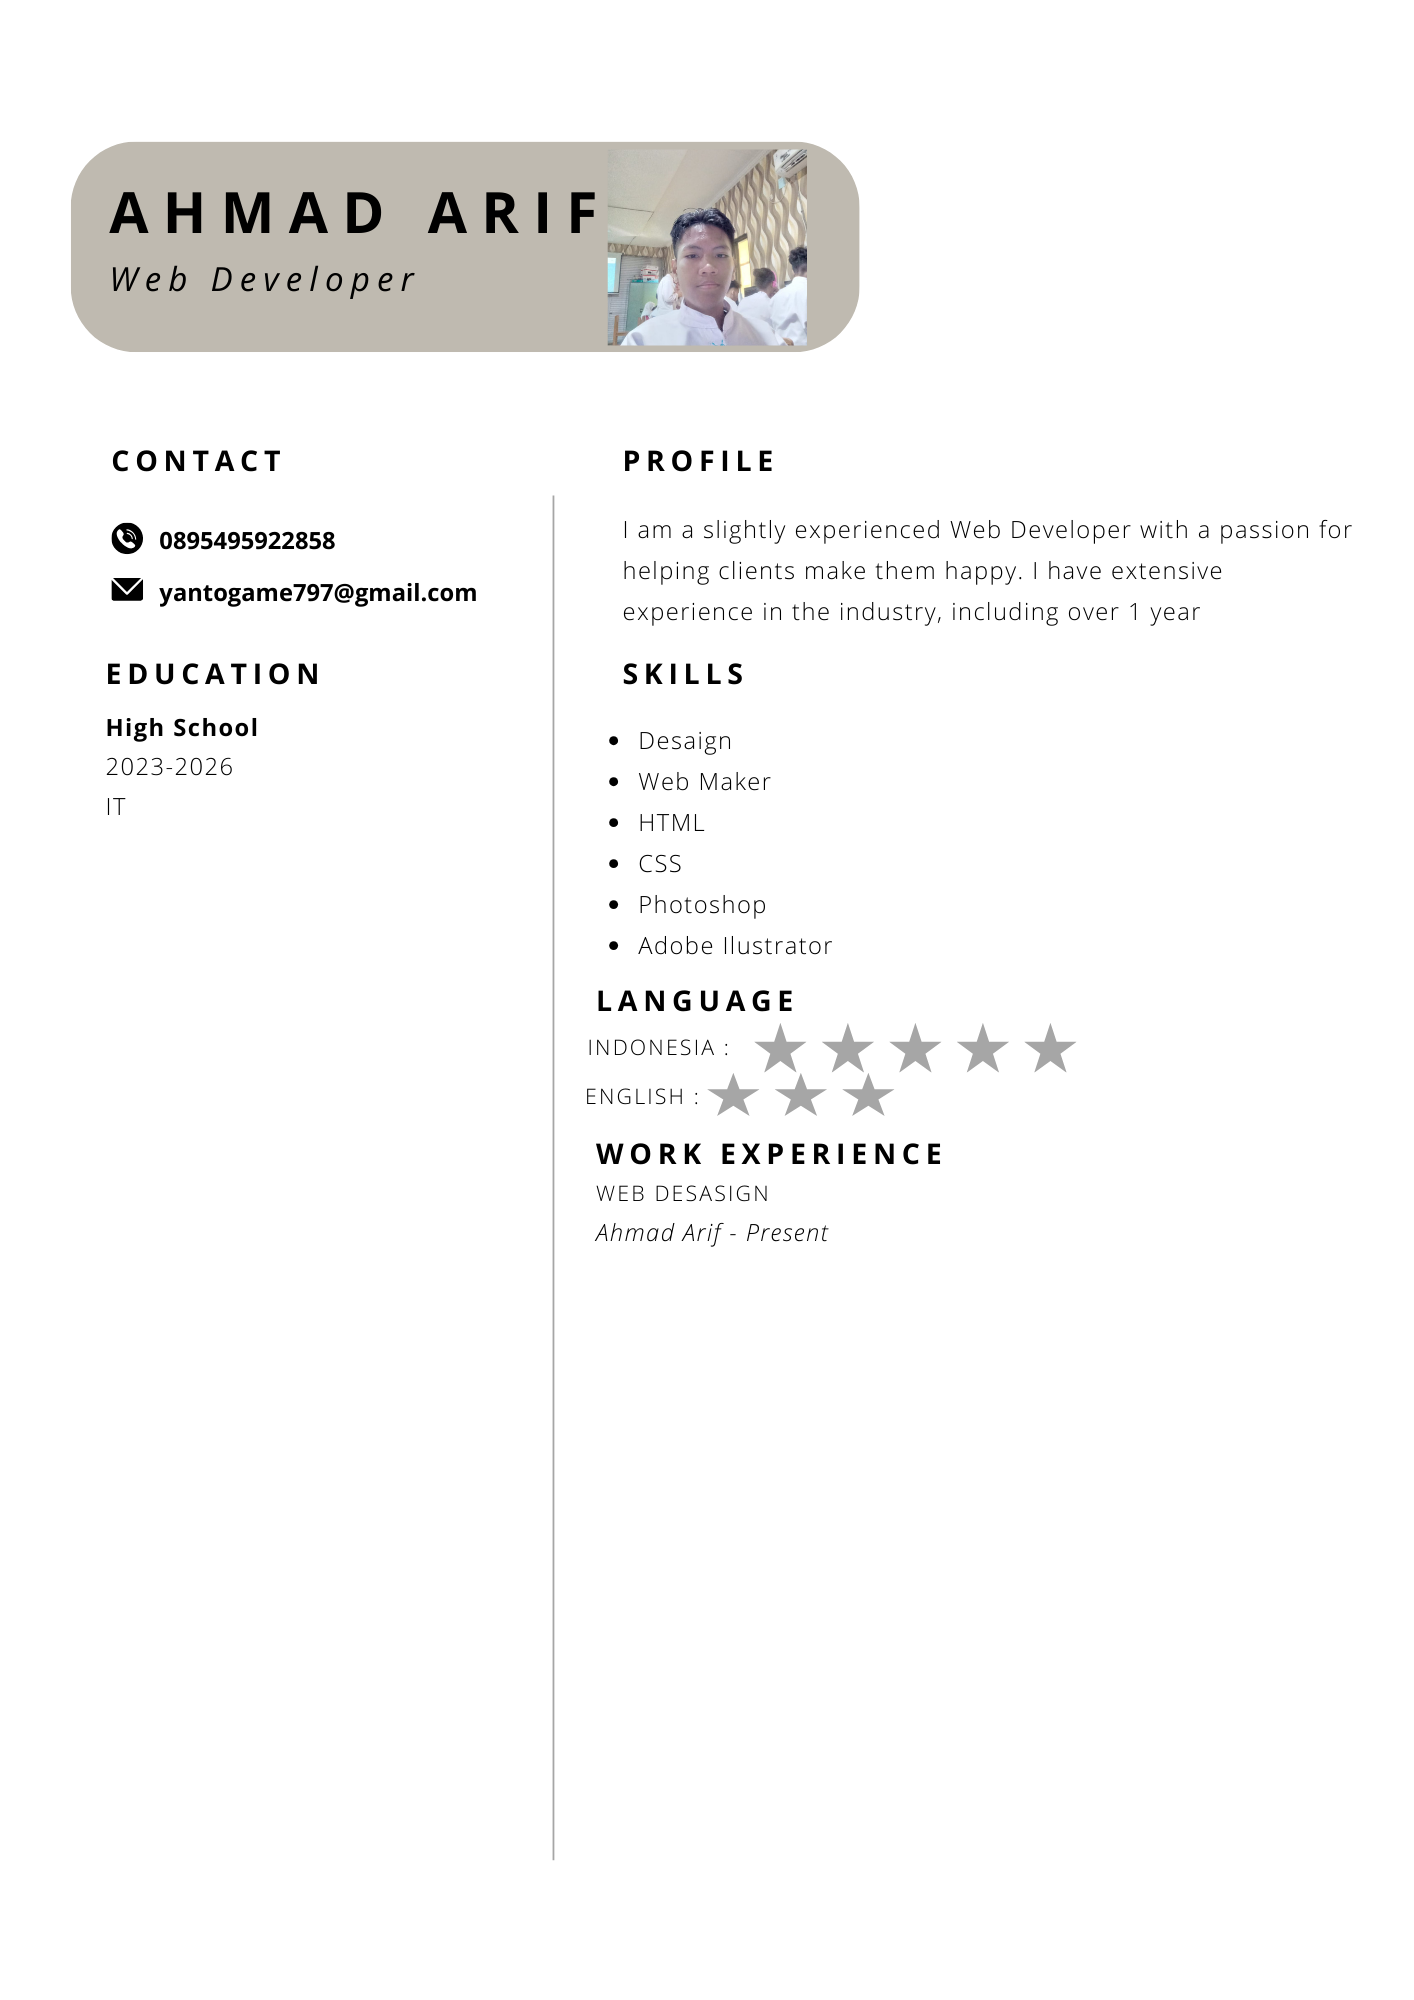 AHMAD ARIF
Web Developer
CONTACT
0895495922858
yantogame797@gmail.com
EDUCATION
High School
2023-2026
IT
PROFILE
I am a slightly experienced Web Developer with a passion for
helping clients make them happy. I have extensive
experience in the industry, including over 1 year
SKILLS
Desaign
Web Maker
HTML
CSS
Photoshop
Adobe Ilustrator
LANGUAGE
INDONESIA :
ENGLISH :
WORK EXPERIENCE
WEB DESASIGN
Ahmad Arif - Present